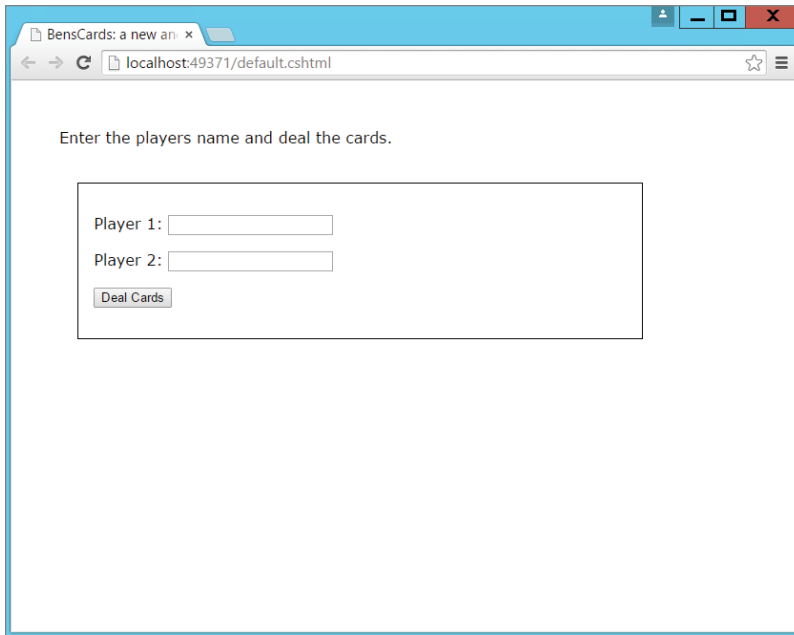 BensCards: a new an
localhost:49371/default.cshtml
Enter the players name and deal the cards.
Player 1:
Player 2:
Deal Cards